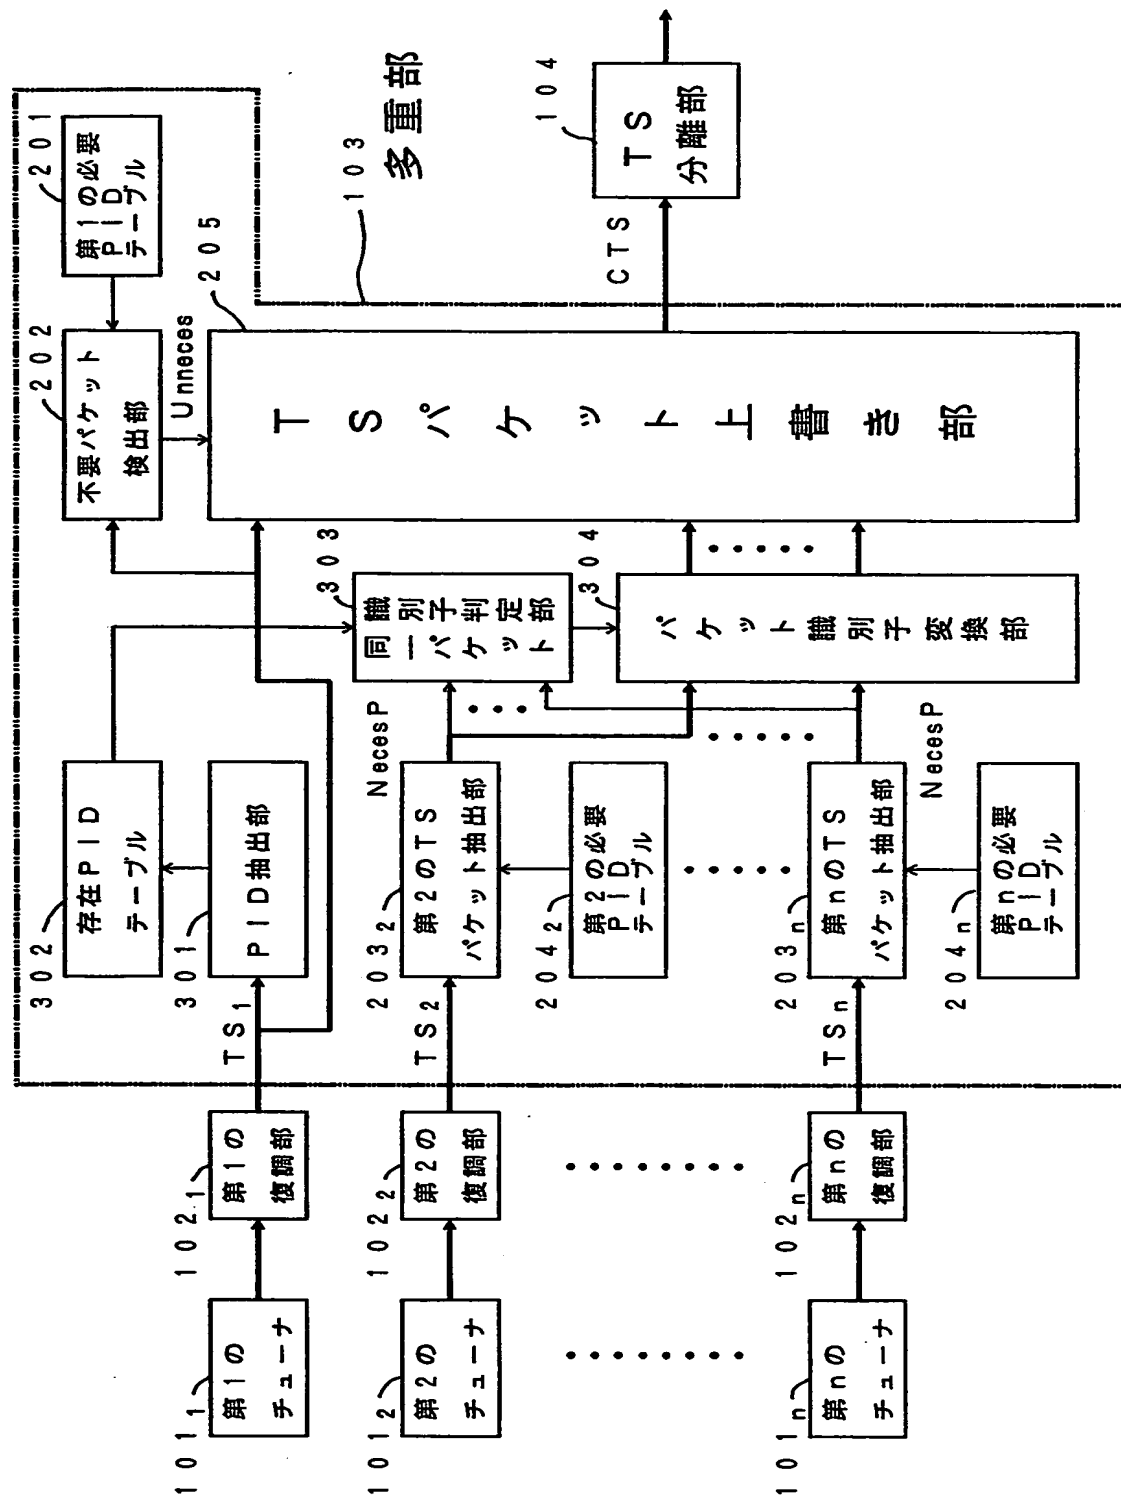 101₁
第1の
チューナ
102₁
第1の
復調部
TS₁
301
PID抽出部
302
存在PID
テーブル
202
不要パケット
検出部
201
第1の必要
PID
テーブル
Unneces
205
TSパケット上書き部
103
多重部
CTS
104
TS
分離部
303
同一パケット
識別子判定部
304
パケット識別子変換部
101₂
第2の
チューナ
102₂
第2の
復調部
TS₂
203₂
第2のTS
パケット抽出部
NecesP
204₂
第2の必要
PID
テーブル
101n
第nの
チューナ
102n
第nの
復調部
TSn
203n
第nのTS
パケット抽出部
NecesP
204n
第nの必要
PID
テーブル